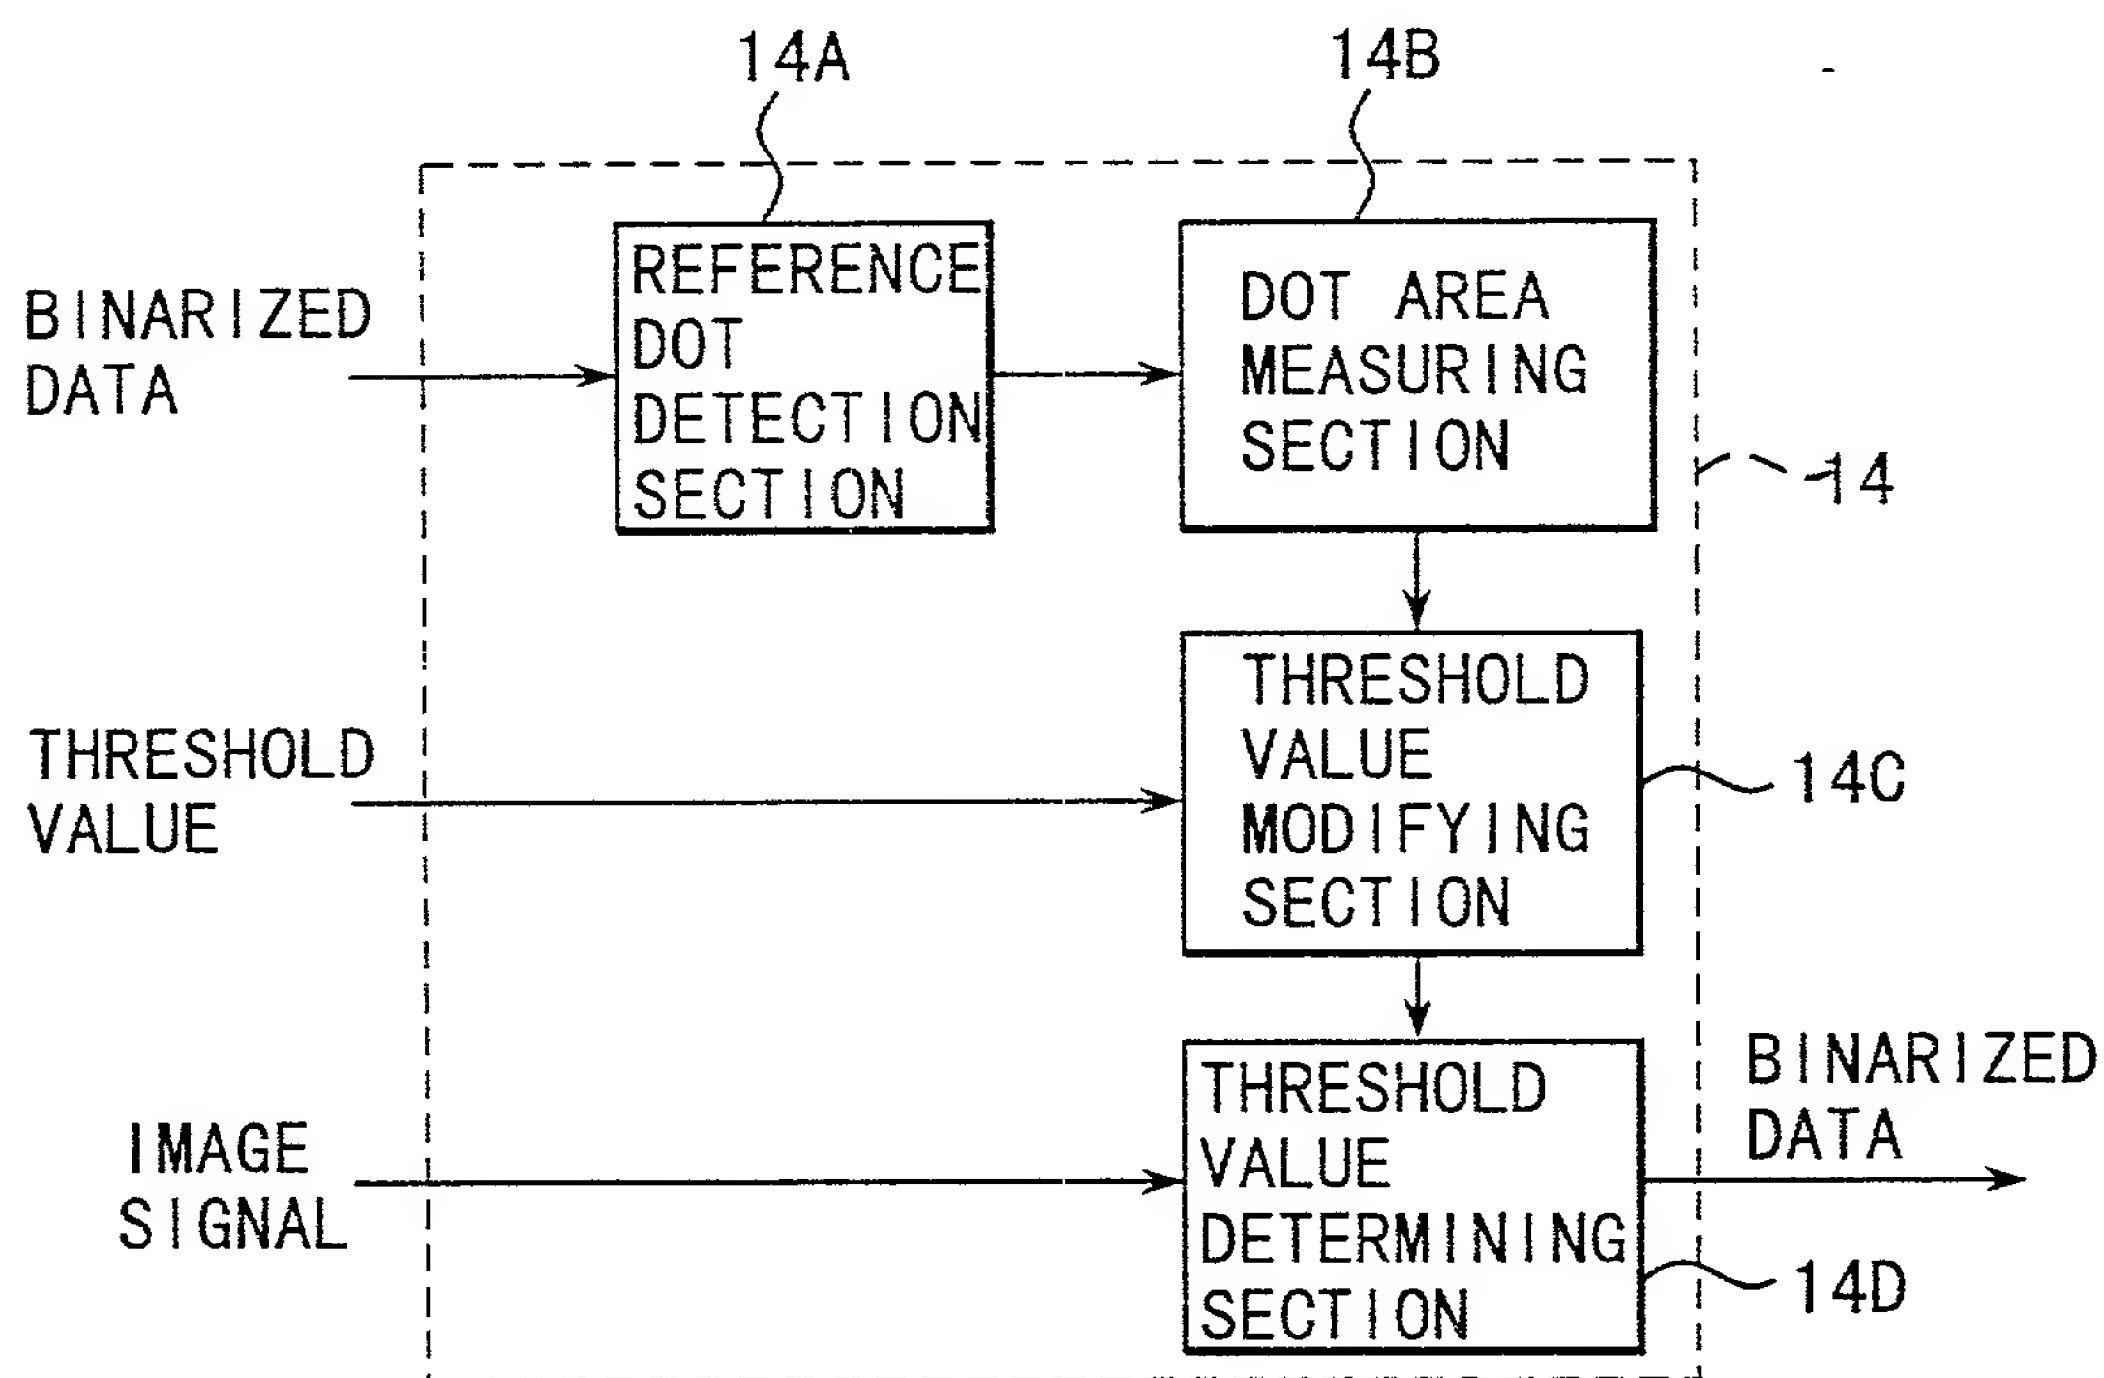 14A
14B
REFERENCE
DOT
DETECTION
SECTION
DOT AREA
MEASURING
SECTION
BINARIZED
DATA
14
THRESHOLD
VALUE
MODIFYING
SECTION
14C
THRESHOLD
VALUE
THRESHOLD
VALUE
DETERMINING
SECTION
BINARIZED
DATA
IMAGE
SIGNAL
14D